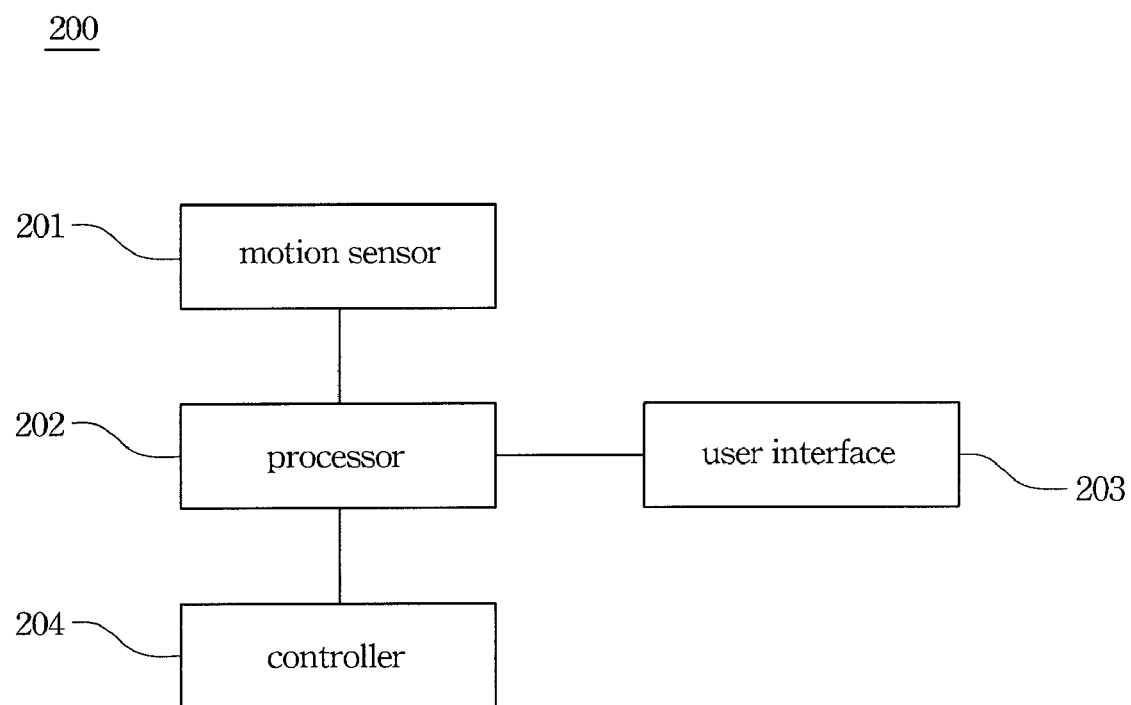 200
201
motion sensor
202
processor
user interface
203
204
controller